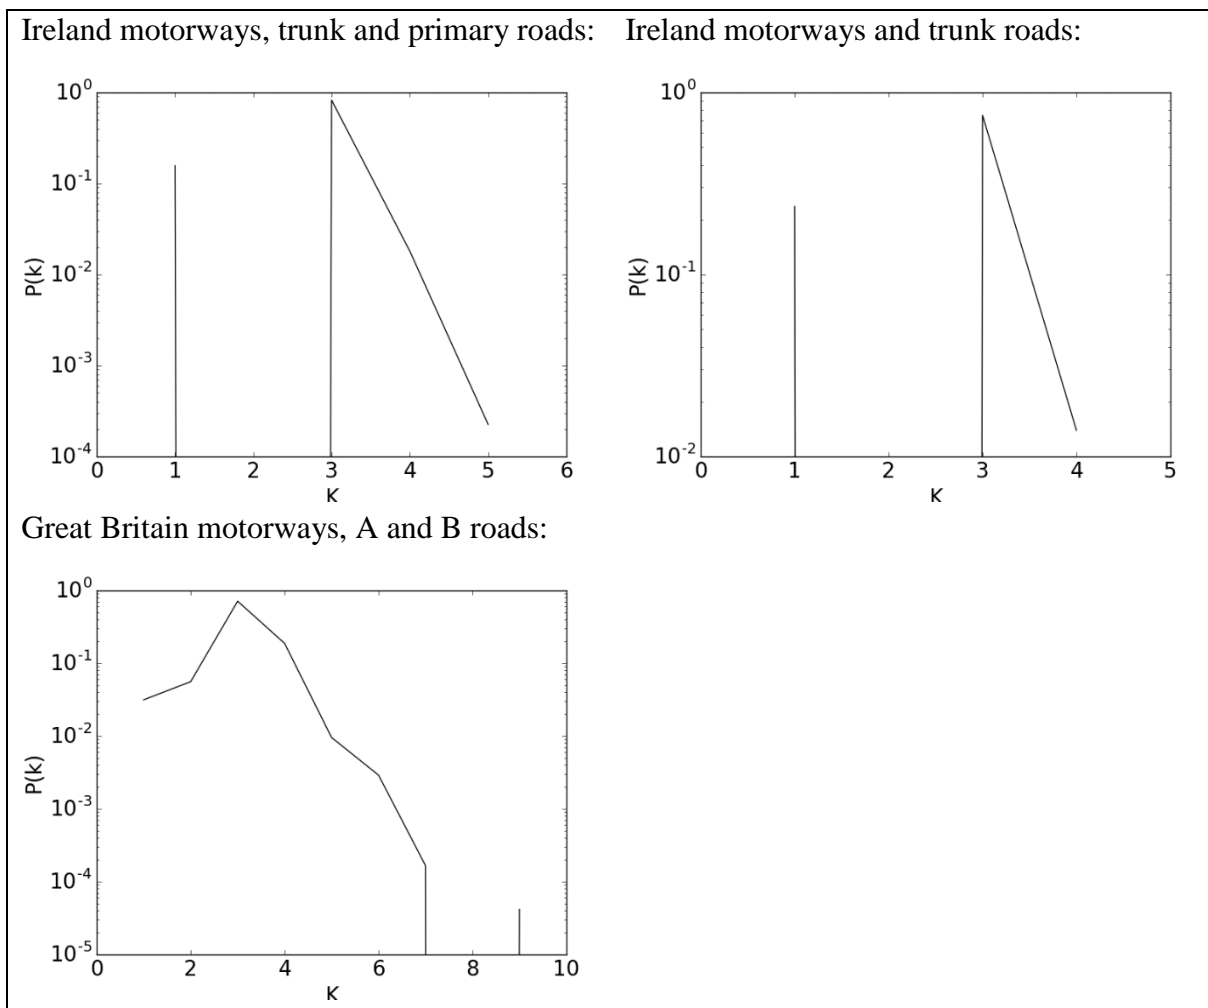 Ireland motorways, trunk and primary roads:
Ireland motorways and trunk roads:
10^0
10^-1
10^-2
10^-3
10^-4
P(k)
0 1 2 3 4 5 6
K
10^0
10^-1
10^-2
P(k)
0 1 2 3 4 5
K
Great Britain motorways, A and B roads:
10^0
10^-1
10^-2
10^-3
10^-4
10^-5
P(k)
0 2 4 6 8 10
K